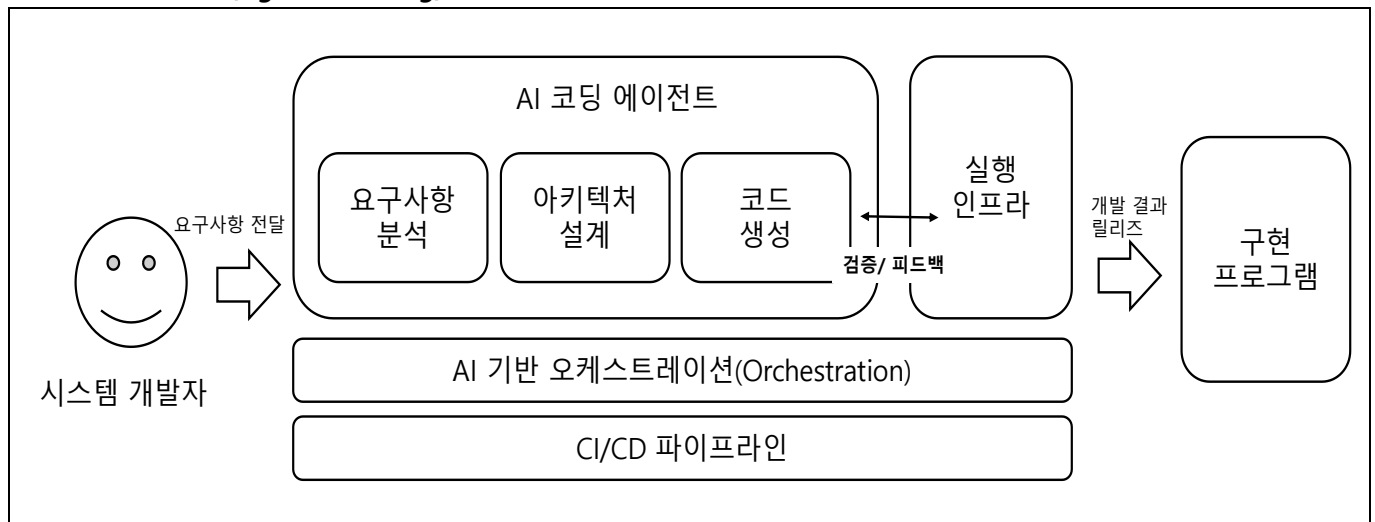 AI 코딩 에이전트
요구사항
분석
아키텍처
설계
코드
생성
검증/ 피드백
실행
인프라
요구사항 전달
시스템 개발자
개발 결과
릴리즈
구현
프로그램
AI 기반 오케스트레이션(Orchestration)
CI/CD 파이프라인